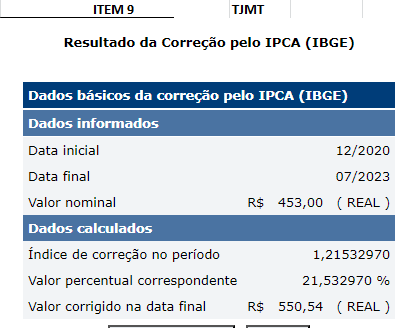 ITEM 9 TJMT
Resultado da Correção pelo IPCA (IBGE)
Dados básicos da correção pelo IPCA (IBGE)
Dados informados
Data inicial 12/2020
Data final 07/2023
Valor nominal R$ 453,00 ( REAL )
Dados calculados
Índice de correção no período 1,21532970
Valor percentual correspondente 21,532970 %
Valor corrigido na data final R$ 550,54 ( REAL )